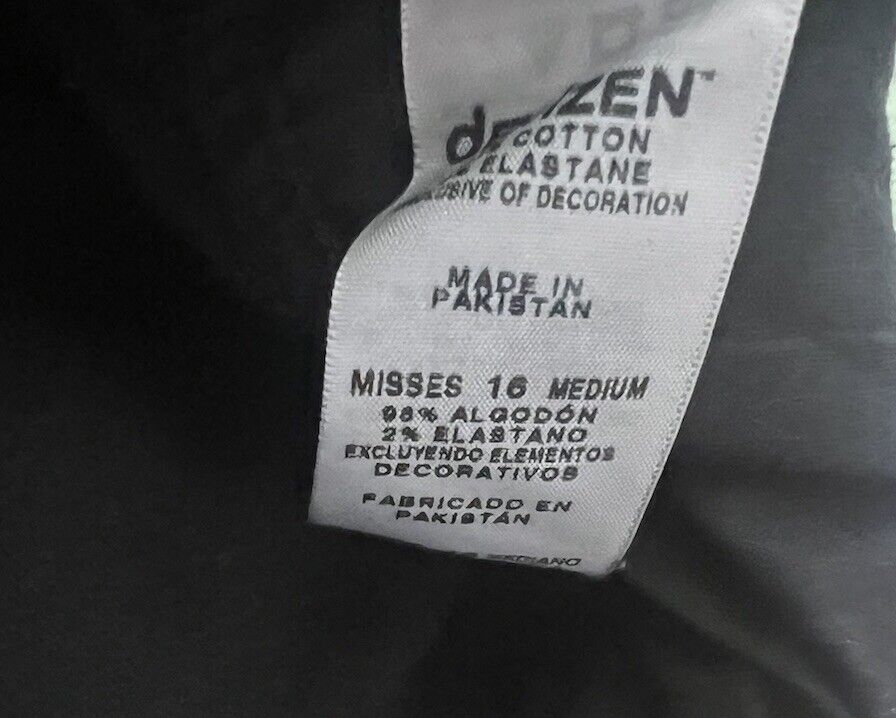 COTTON
ELASTANE
OF DECORATION
MADE IN
PAKISTAN
MISSES 16 MEDIUM
98% ALGODÓN
2% ELASTANO
EXCLUYENDO ELEMENTOS
DECORATIVOS
FABRICADO EN
PAKISTÁN